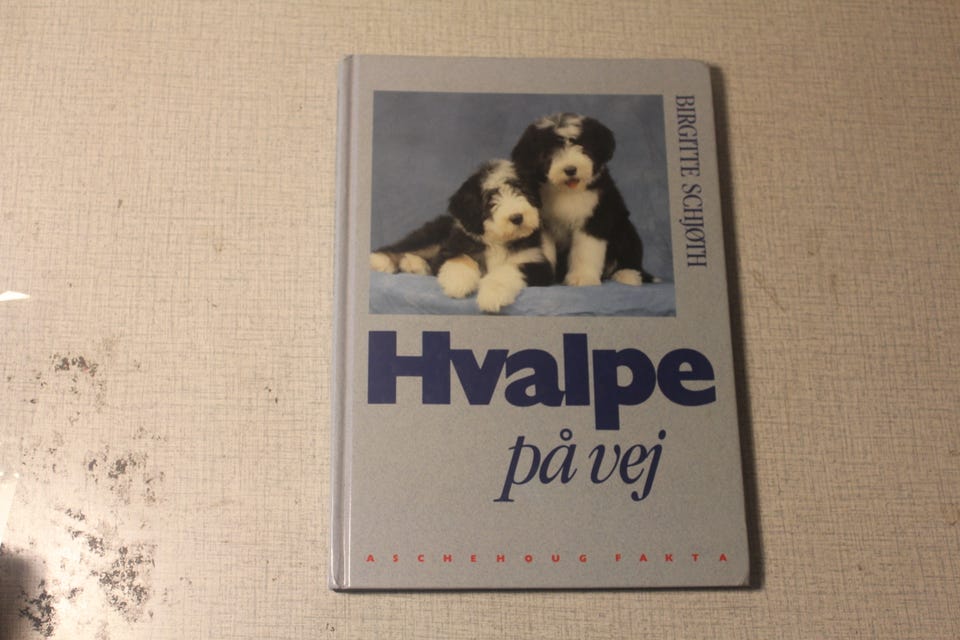 BIRGITTE SCHJØTH
Hvalpe
på vej
ASCHEHOUG FAKTA